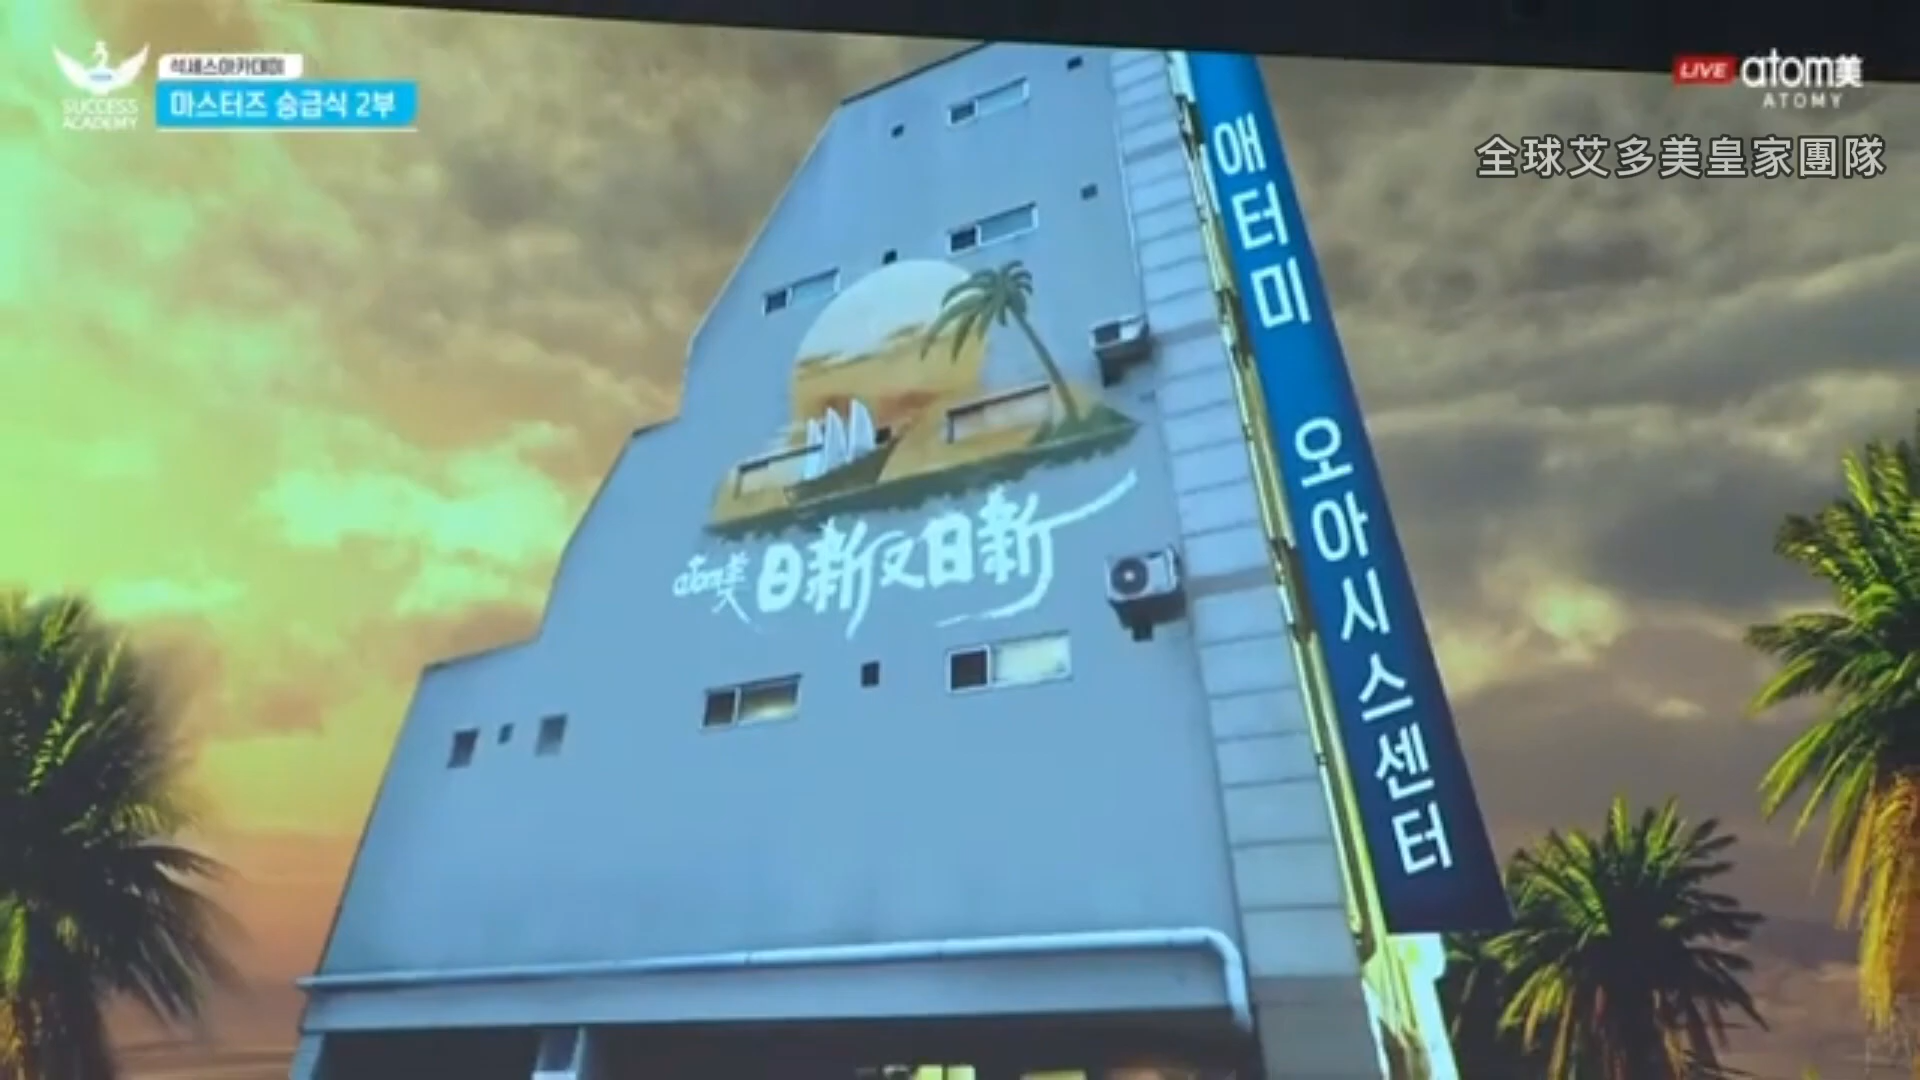 SUCCESS
ACADEMY
석세스아카데미
마스터즈 승급식 2부
LIVE atom美
ATOMY
全球艾多美皇家團隊
애터미 오아시스센터
atom美 日新又日新